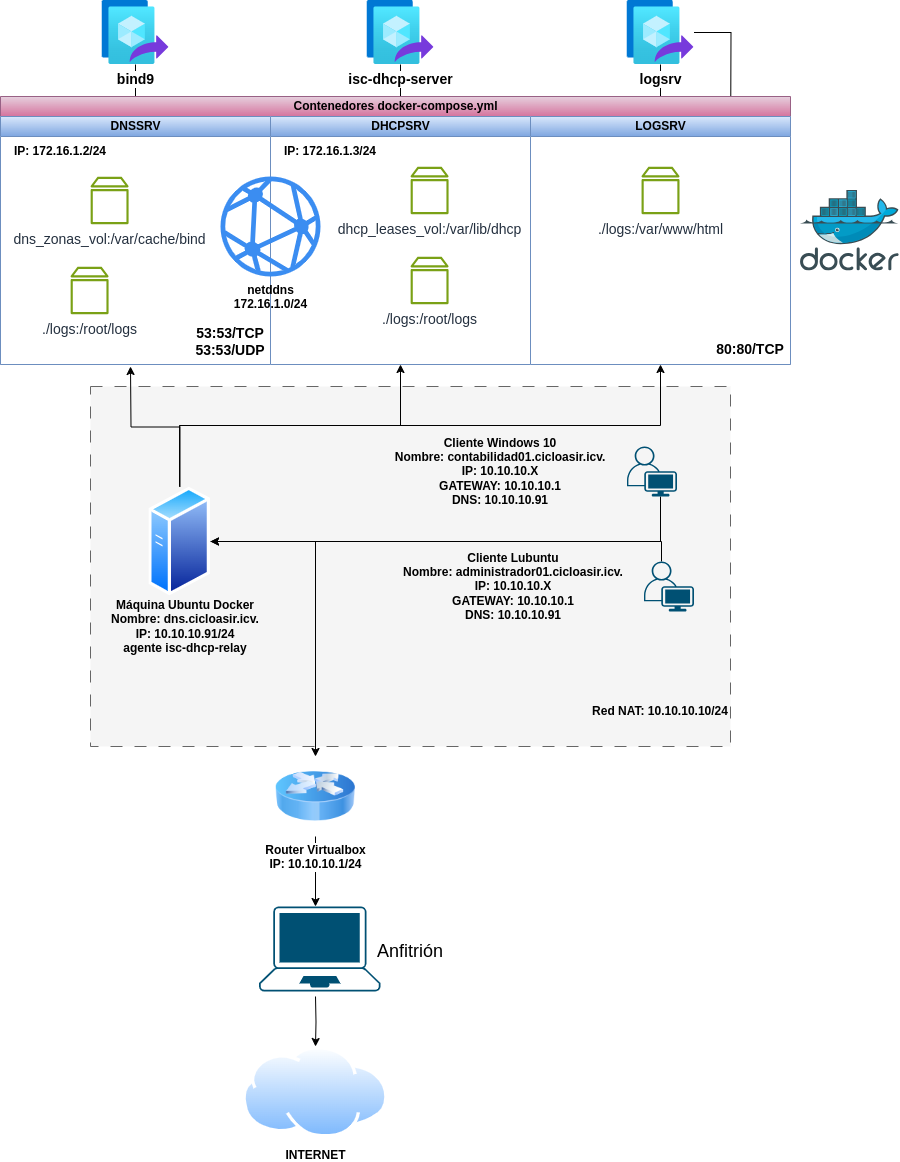 bind9
isc-dhcp-server
logsrv
Contenedores docker-compose.yml
DNSSRV
DHCPSRV
LOGSRV
IP: 172.16.1.2/24
IP: 172.16.1.3/24
dns_zonas_vol:/var/cache/bind
dhcp_leases_vol:/var/lib/dhcp
./logs:/var/www/html
docker
netddns
172.16.1.0/24
./logs:/root/logs
./logs:/root/logs
53:53/TCP
53:53/UDP
80:80/TCP
Cliente Windows 10
Nombre: contabilidad01.cicloasir.icv.
IP: 10.10.10.X
GATEWAY: 10.10.10.1
DNS: 10.10.10.91
Cliente Lubuntu
Nombre: administrador01.cicloasir.icv.
IP: 10.10.10.X
GATEWAY: 10.10.10.1
DNS: 10.10.10.91
Máquina Ubuntu Docker
Nombre: dns.cicloasir.icv.
IP: 10.10.10.91/24
agente isc-dhcp-relay
Red NAT: 10.10.10.10/24
Router Virtualbox
IP: 10.10.10.1/24
Anfitrión
INTERNET